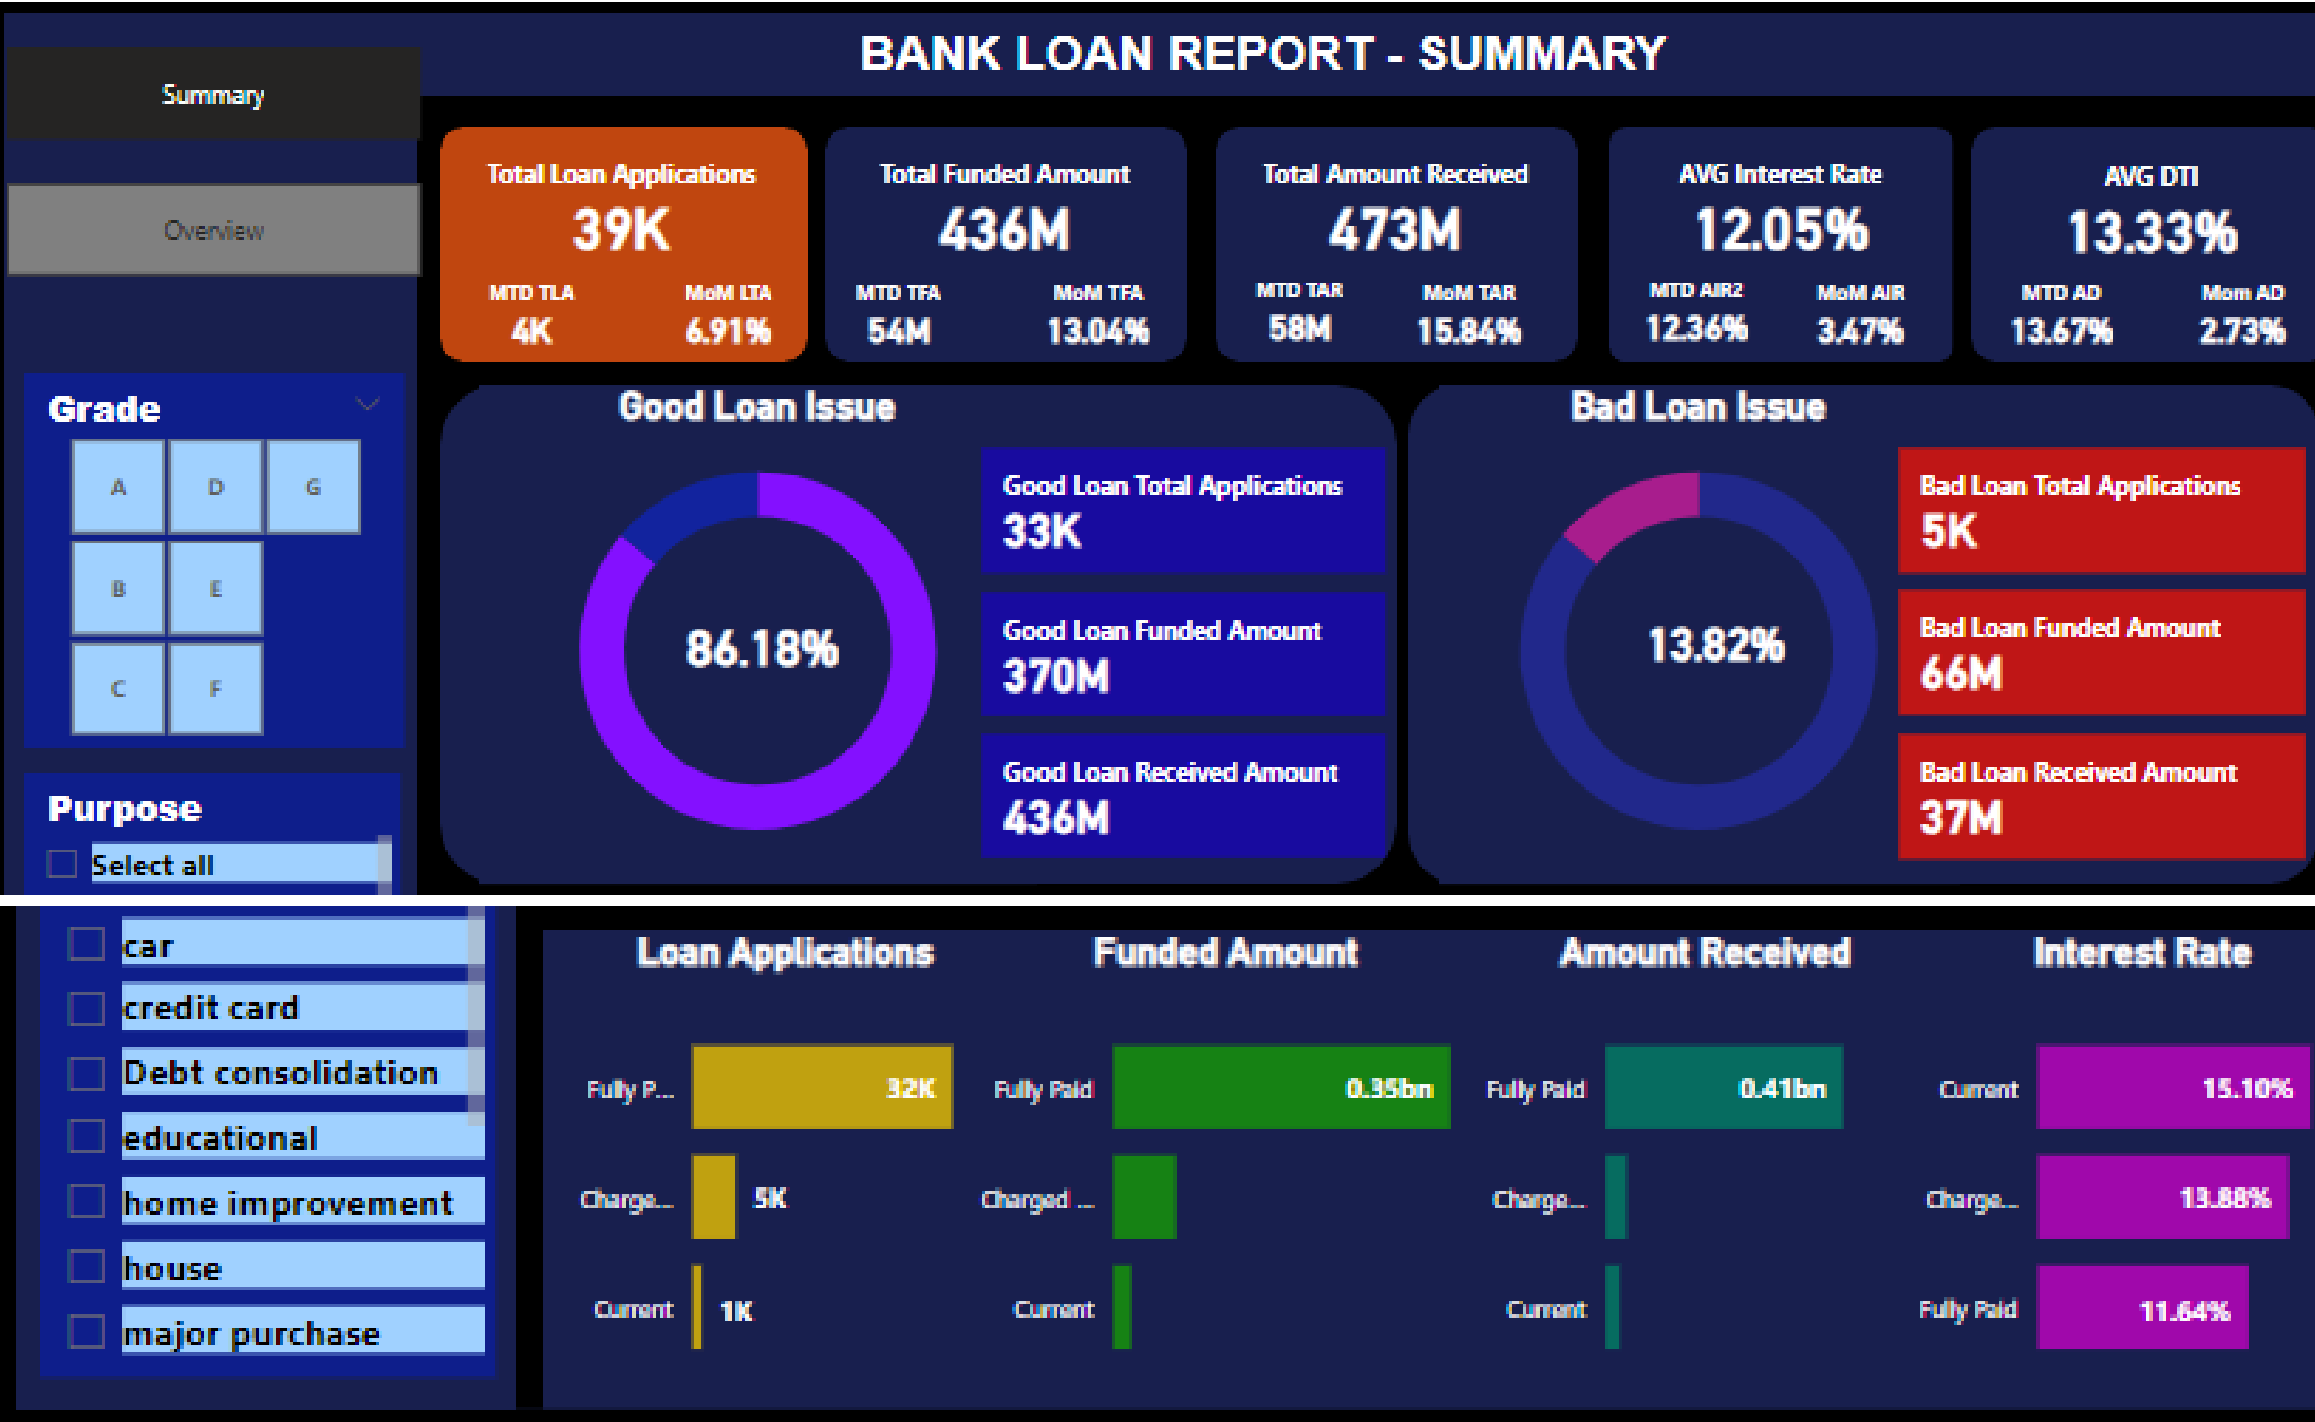 BANK LOAN REPORT - SUMMARY
Summary
Overview
Total Loan Applications
39K
MTD TLA
MoM LTA
4K
6.91%
Total Funded Amount
436M
MTD TFA
MoM TFA
54M
13.04%
Total Amount Received
473M
MTD TAR
MoM TAR
58M
15.84%
AVG Interest Rate
12.05%
MTD AIR2
MoM AIR
12.36%
3.47%
AVG DTI
13.33%
MTD AD
Mom AD
13.67%
2.73%
Grade
A
D
G
B
E
C
F
Purpose
Select all
car
credit card
Debt consolidation
educational
home improvement
house
major purchase
Good Loan Issue
86.18%
Good Loan Total Applications
33K
Good Loan Funded Amount
370M
Good Loan Received Amount
436M
Bad Loan Issue
13.82%
Bad Loan Total Applications
5K
Bad Loan Funded Amount
66M
Bad Loan Received Amount
37M
Loan Applications
Fully P...
32K
Charge...
5K
Current
1K
Funded Amount
Fully Paid
0.35bn
Charged ...
Current
Amount Received
Fully Paid
0.41bn
Charge...
Current
Interest Rate
Current
15.10%
Charge...
13.88%
Fully Paid
11.64%